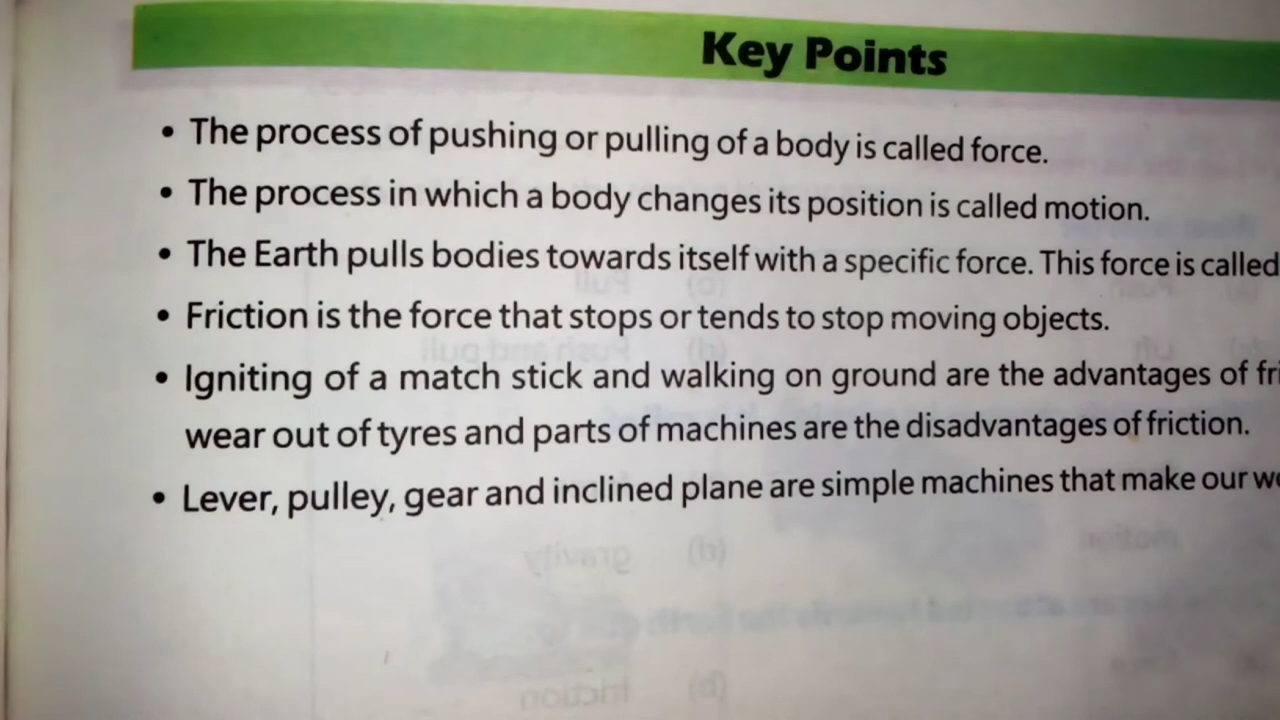 Key Points
• The process of pushing or pulling of a body is called force.
• The process in which a body changes its position is called motion.
• The Earth pulls bodies towards itself with a specific force. This force is called
• Friction is the force that stops or tends to stop moving objects.
• Igniting of a match stick and walking on ground are the advantages of
wear out of tyres and parts of machines are the disadvantages of friction.
• Lever, pulley, gear and inclined plane are simple machines that make our